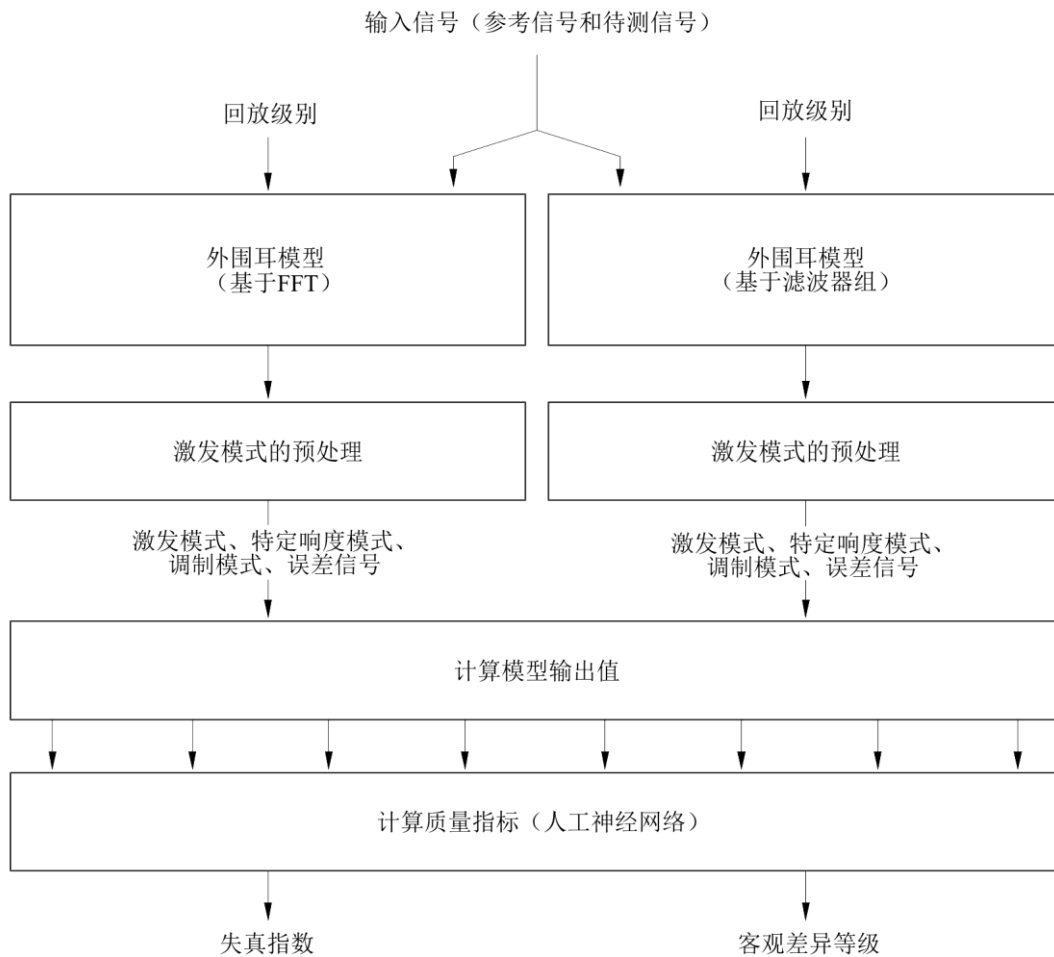 输入信号（参考信号和待测信号）
回放级别
回放级别
外围耳模型
（基于FFT）
外围耳模型
（基于滤波器组）
激发模式的预处理
激发模式的预处理
激发模式、特定响度模式、
调制模式、误差信号
激发模式、特定响度模式、
调制模式、误差信号
计算模型输出值
计算质量指标（人工神经网络）
失真指数
客观差异等级